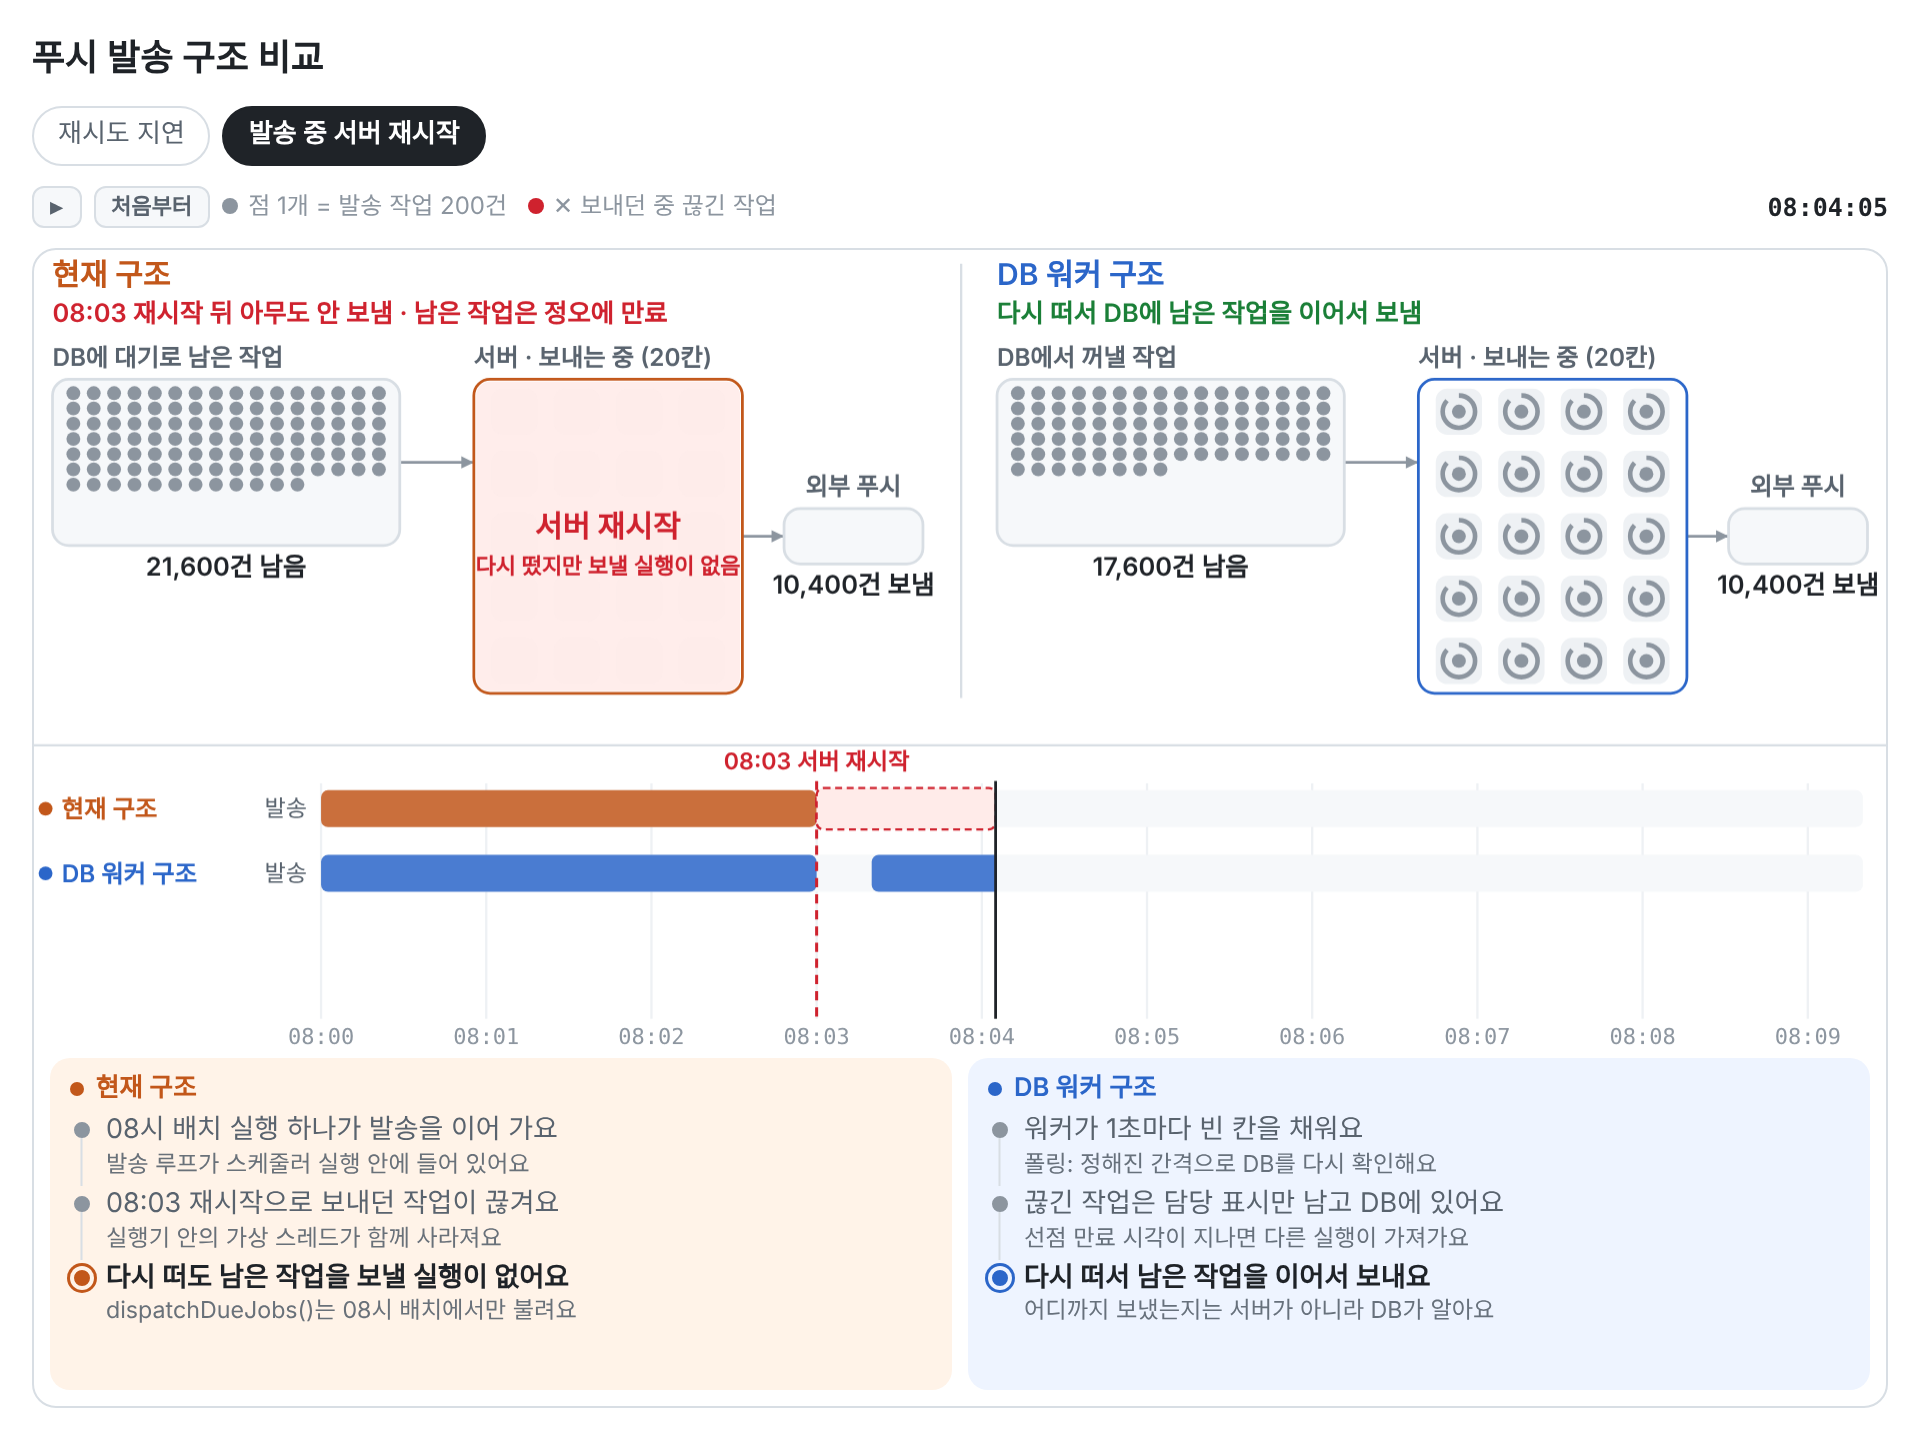 푸시 발송 구조 비교
재시도 지연
발송 중 서버 재시작
▶ 처음부터 점 1개 = 발송 작업 200건 ✕ 보내던 중 끊긴 작업 08:04:05
현재 구조
08:03 재시작 뒤 아무도 안 보냄 · 남은 작업은 정오에 만료
DB에 대기로 남은 작업
서버 · 보내는 중 (20칸)
서버 재시작
다시 떴지만 보낼 실행이 없음
외부 푸시
21,600건 남음
10,400건 보냄
DB 워커 구조
다시 떠서 DB에 남은 작업을 이어서 보냄
DB에서 꺼낼 작업
서버 · 보내는 중 (20칸)
외부 푸시
17,600건 남음
10,400건 보냄
08:03 서버 재시작
현재 구조 발송
DB 워커 구조 발송
08:00 08:01 08:02 08:03 08:04 08:05 08:06 08:07 08:08 08:09
현재 구조
08시 배치 실행 하나가 발송을 이어 가요
발송 루프가 스케줄러 실행 안에 들어 있어요
08:03 재시작으로 보내던 작업이 끊겨요
실행기 안의 가상 스레드가 함께 사라져요
다시 떠도 남은 작업을 보낼 실행이 없어요
dispatchDueJobs()는 08시 배치에서만 불려요
DB 워커 구조
워커가 1초마다 빈 칸을 채워요
폴링: 정해진 간격으로 DB를 다시 확인해요
끊긴 작업은 담당 표시만 남고 DB에 있어요
선점 만료 시각이 지나면 다른 실행이 가져가요
다시 떠서 남은 작업을 이어서 보내요
어디까지 보냈는지는 서버가 아니라 DB가 알아요